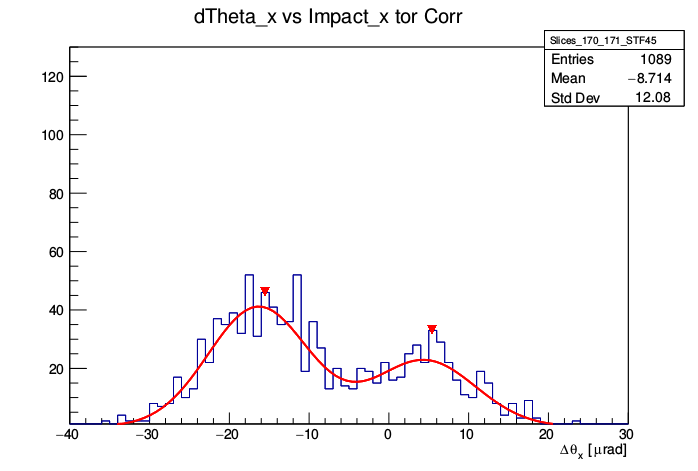 dTheta_x vs Impact_x tor Corr
Slices_170_171_STF45
Entries 1089
Mean −8.714
Std Dev 12.08
120
100
80
60
40
20
−40 −30 −20 −10 0 10 20 30
Δθx [μrad]